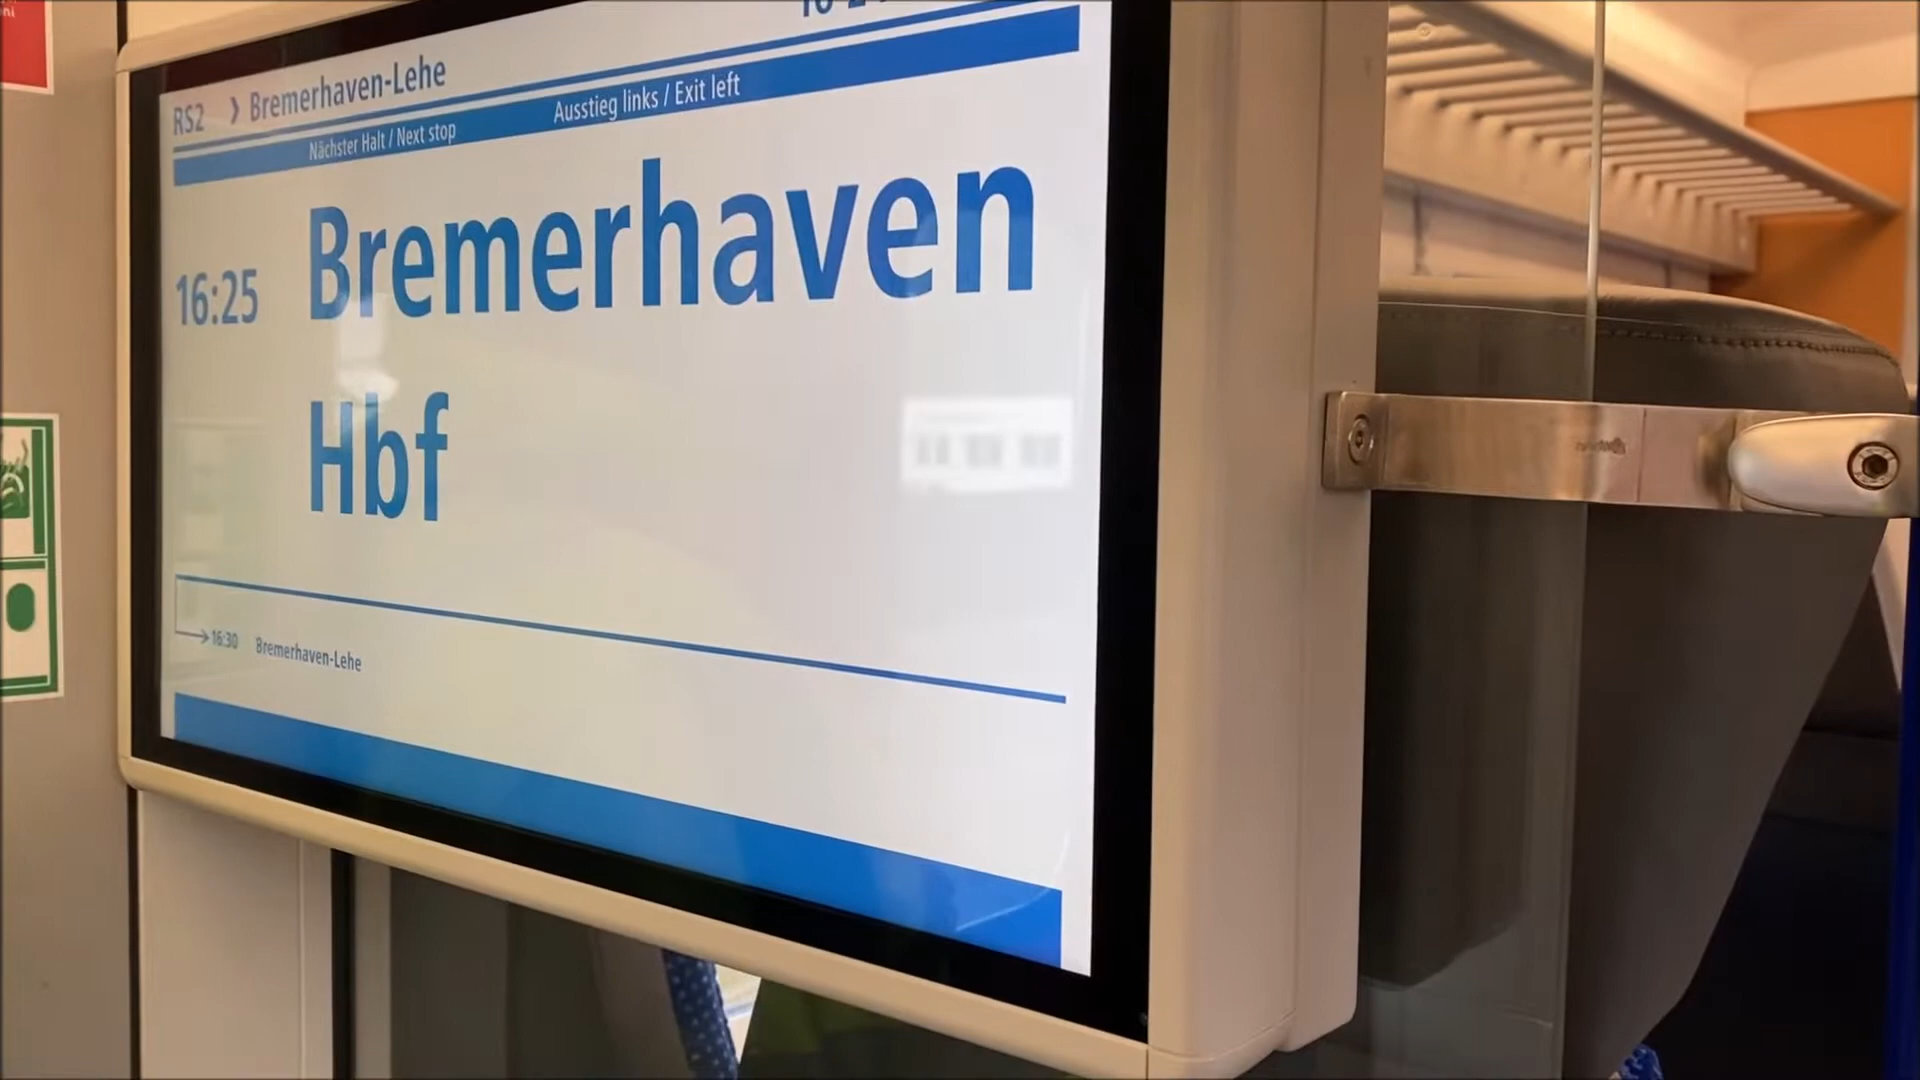 RS2 › Bremerhaven-Lehe
Nächster Halt / Next stop
Ausstieg links / Exit left
16:25 Bremerhaven
Hbf
16:30 Bremerhaven-Lehe